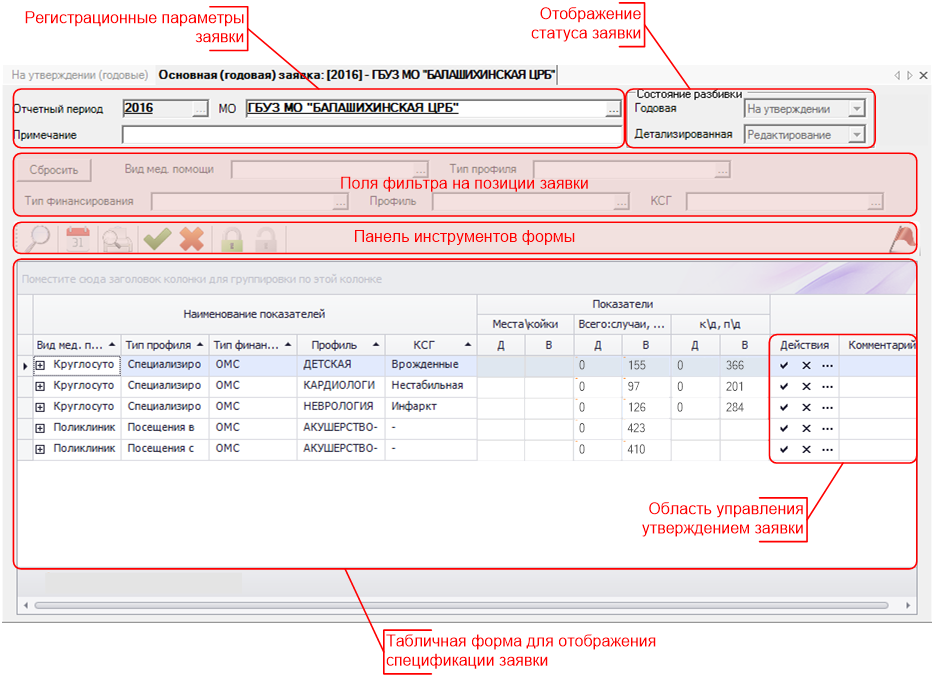 Регистрационные параметры
заявки
Отображение
статуса заявки
На утверждении (годовые) Основная (годовая) заявка: [2016] - ГБУЗ МО "БАЛАШИХИНСКАЯ ЦРБ"
Отчетный период 2016 ... МО ГБУЗ МО "БАЛАШИХИНСКАЯ ЦРБ" ...
Примечание
Состояние разбивки
Годовая На утверждении
Детализированная Редактирование
Сбросить Вид мед. помощи ... Тип профиля ...
Поля фильтра на позиции заявки
Тип финансирования ... Профиль ... КСГ ...
31 Панель инструментов формы
Поместите сюда заголовок колонки для группировки по этой колонке
Наименование показателей Показатели
Места\койки Всего:случаи, ... к\д, п\д
Вид мед. п... Тип профиля Тип финан... Профиль КСГ Д В Д В Д В Действия Комментарий
Круглосуто Специализиро ОМС ДЕТСКАЯ Врожденные 0 155 0 366 ...
Круглосуто Специализиро ОМС КАРДИОЛОГИ Нестабильная 0 97 0 201 ...
Круглосуто Специализиро ОМС НЕВРОЛОГИЯ Инфаркт 0 126 0 284 ...
Поликлиник Посещения в ОМС АКУШЕРСТВО- - 0 423 ...
Поликлиник Посещения с ОМС АКУШЕРСТВО- - 0 410 ...
Область управления
утверждением заявки
Табличная форма для отображения
спецификации заявки